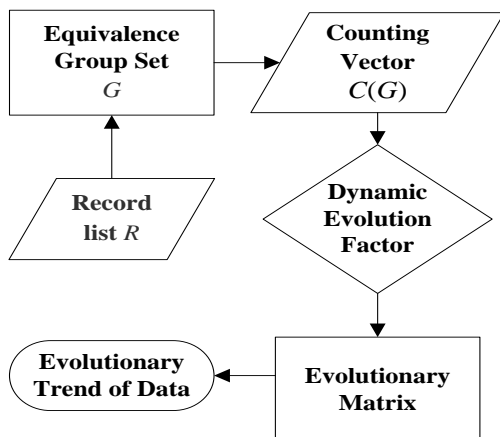 Equivalence
Group Set
G
Counting
Vector
C(G)
Record
list R
Dynamic
Evolution
Factor
Evolutionary
Trend of Data
Evolutionary
Matrix